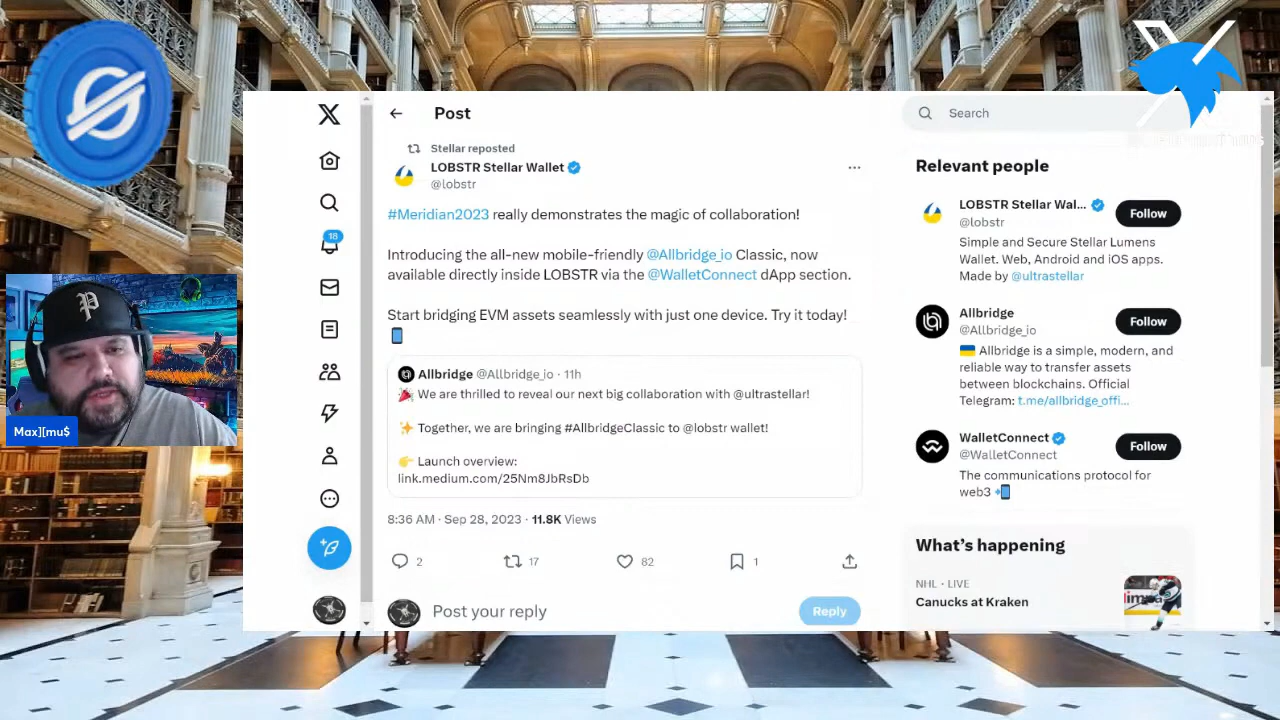 Post
Search
Stellar reposted
LOBSTR Stellar Wallet
@lobstr
#Meridian2023 really demonstrates the magic of collaboration!
Introducing the all-new mobile-friendly @Allbridge_io Classic, now
available directly inside LOBSTR via the @WalletConnect dApp section.
Start bridging EVM assets seamlessly with just one device. Try it today!
Allbridge @Allbridge_io · 11h
We are thrilled to reveal our next big collaboration with @ultrastellar!
Together, we are bringing #AllbridgeClassic to @lobstr wallet!
Launch overview:
link.medium.com/25Nm8JbRsDb
8:36 AM · Sep 28, 2023 · 11.8K Views
2 17 82 1
Post your reply
Reply
18
Relevant people
LOBSTR Stellar Wal...
@lobstr
Follow
Simple and Secure Stellar Lumens
Wallet. Web, Android and iOS apps.
Made by @ultrastellar
Allbridge
@Allbridge_io
Follow
Allbridge is a simple, modern, and
reliable way to transfer assets
between blockchains. Official
Telegram: t.me/allbridge_offi...
WalletConnect
@WalletConnect
Follow
The communications protocol for
web3
What's happening
NHL · LIVE
Canucks at Kraken
Max][mu$
P